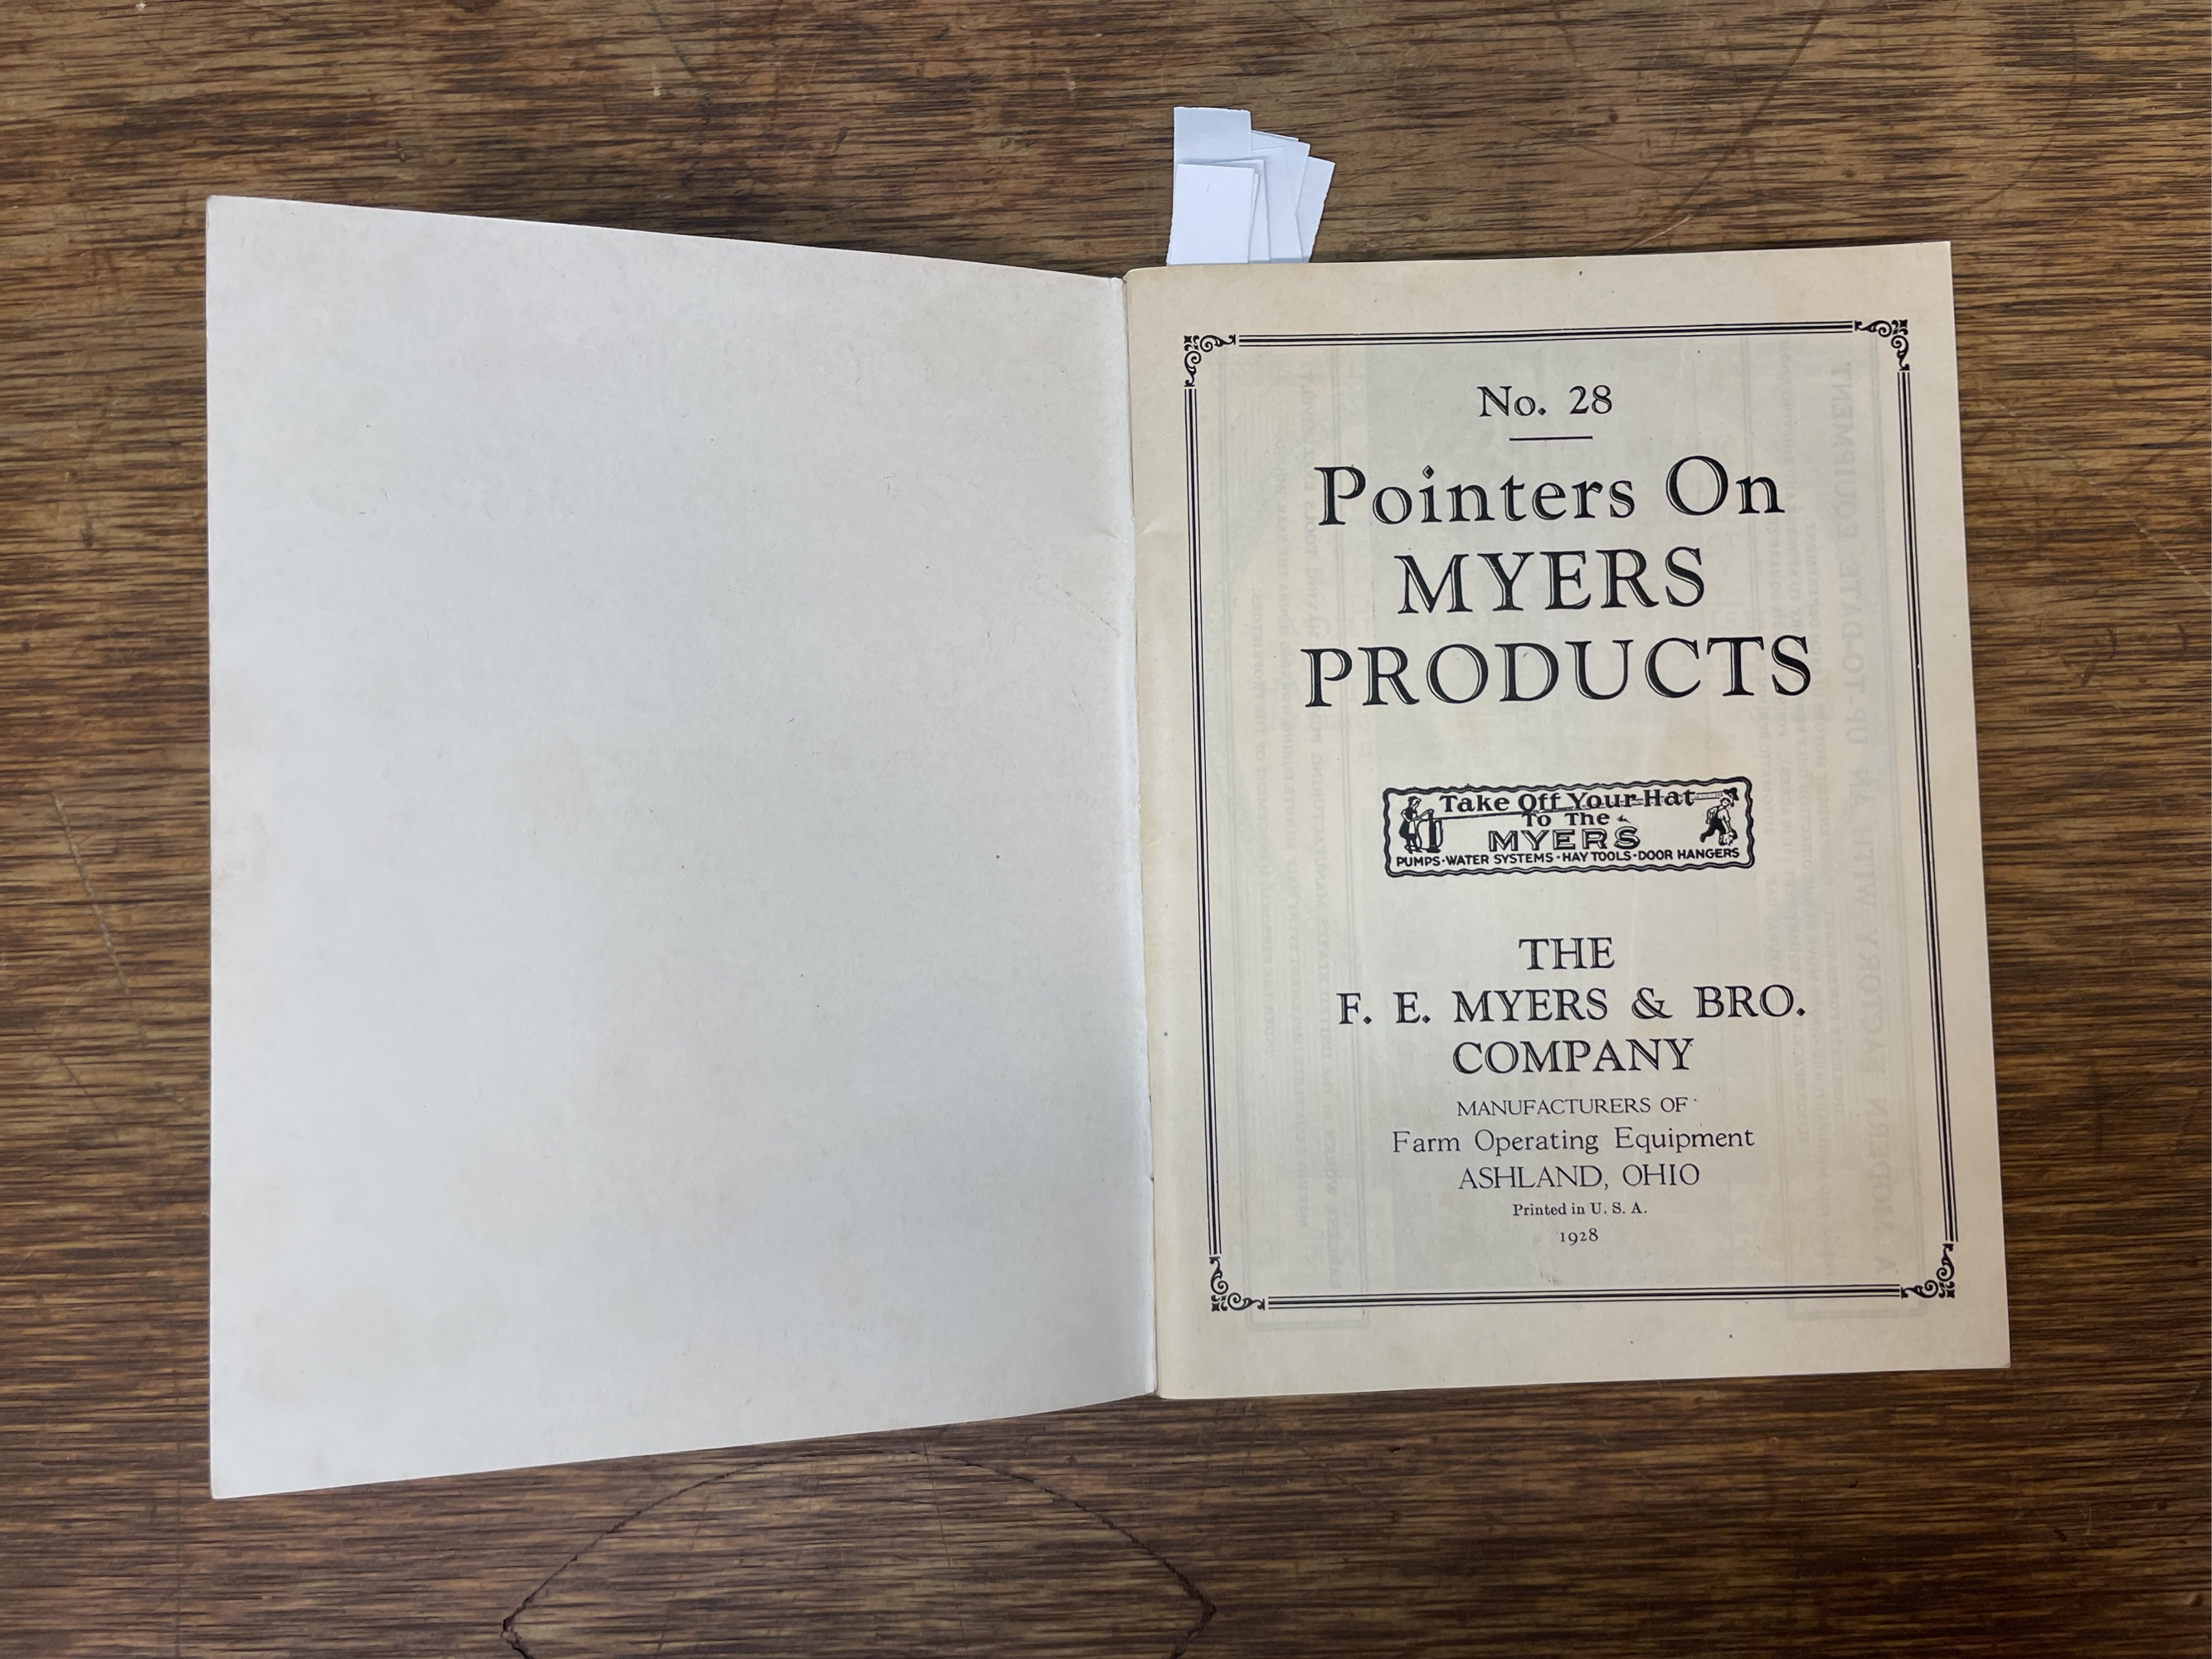 No. 28
Pointers On
MYERS
PRODUCTS
Take Off Your Hat
To The
MYERS
PUMPS·WATER SYSTEMS·HAY TOOLS·DOOR HANGERS
THE
F. E. MYERS & BRO.
COMPANY
MANUFACTURERS OF
Farm Operating Equipment
ASHLAND, OHIO
Printed in U. S. A.
1928